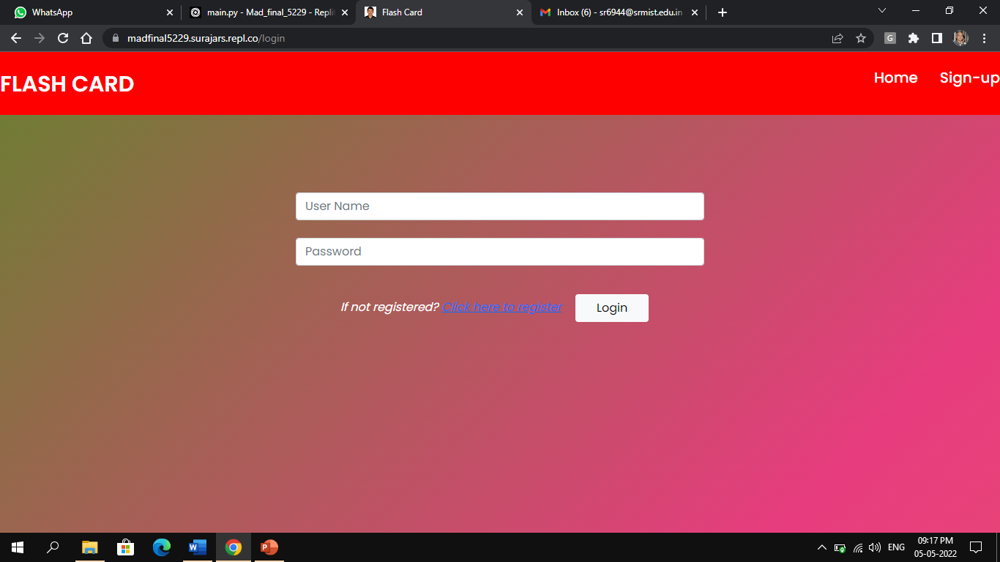 WhatsApp
main.py - Mad_final_5229 - Repli
Flash Card
Inbox (6) - sr6944@srmist.edu.in
madfinal5229.surajars.repl.co/login
G
FLASH CARD
Home
Sign-up
User Name
Password
If not registered? Click here to register
Login
W
P
ENG
09:17 PM
05-05-2022